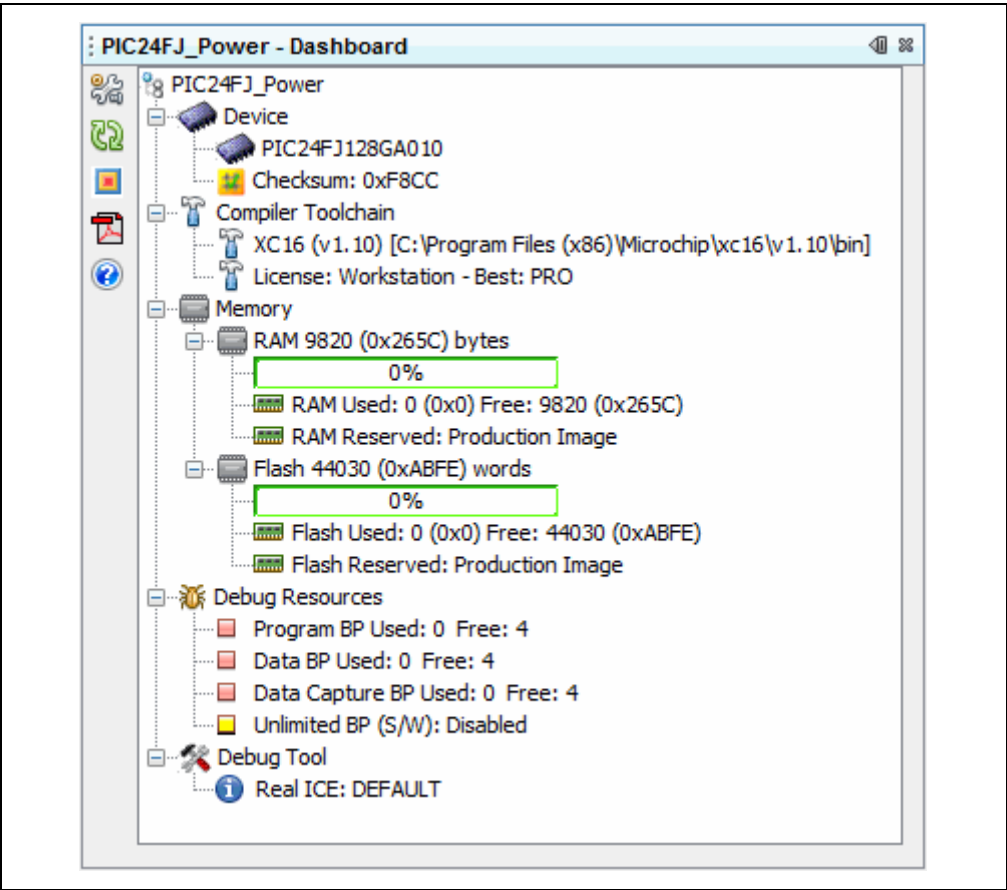 PIC24FJ_Power - Dashboard
PIC24FJ_Power
Device
PIC24FJ128GA010
Checksum: 0xF8CC
Compiler Toolchain
XC16 (v1.10) [C:\Program Files (x86)\Microchip\xc16\v1.10\bin]
License: Workstation - Best: PRO
Memory
RAM 9820 (0x265C) bytes
0%
RAM Used: 0 (0x0) Free: 9820 (0x265C)
RAM Reserved: Production Image
Flash 44030 (0xABFE) words
0%
Flash Used: 0 (0x0) Free: 44030 (0xABFE)
Flash Reserved: Production Image
Debug Resources
Program BP Used: 0 Free: 4
Data BP Used: 0 Free: 4
Data Capture BP Used: 0 Free: 4
Unlimited BP (S/W): Disabled
Debug Tool
Real ICE: DEFAULT